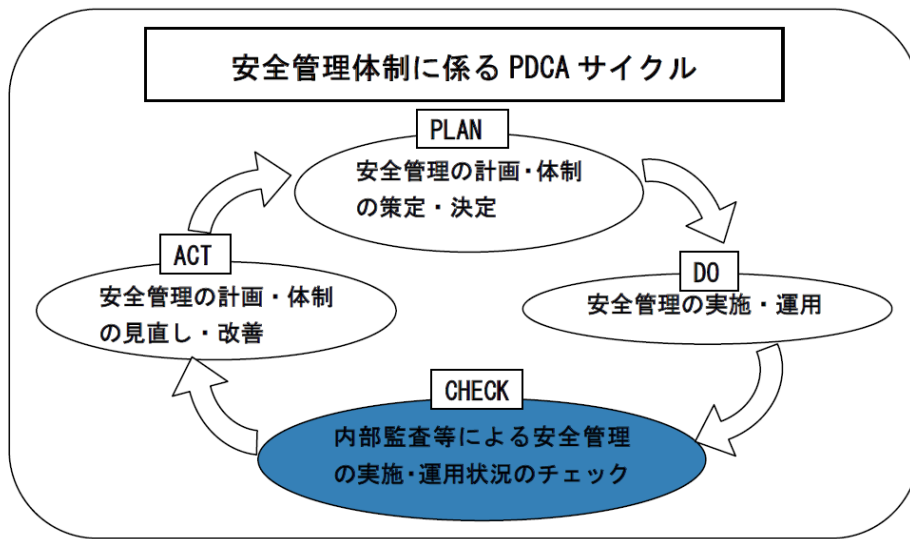 安全管理体制に係る PDCA サイクル
PLAN
安全管理の計画・体制
の策定・決定
DO
安全管理の実施・運用
CHECK
内部監査等による安全管理
の実施・運用状況のチェック
ACT
安全管理の計画・体制
の見直し・改善